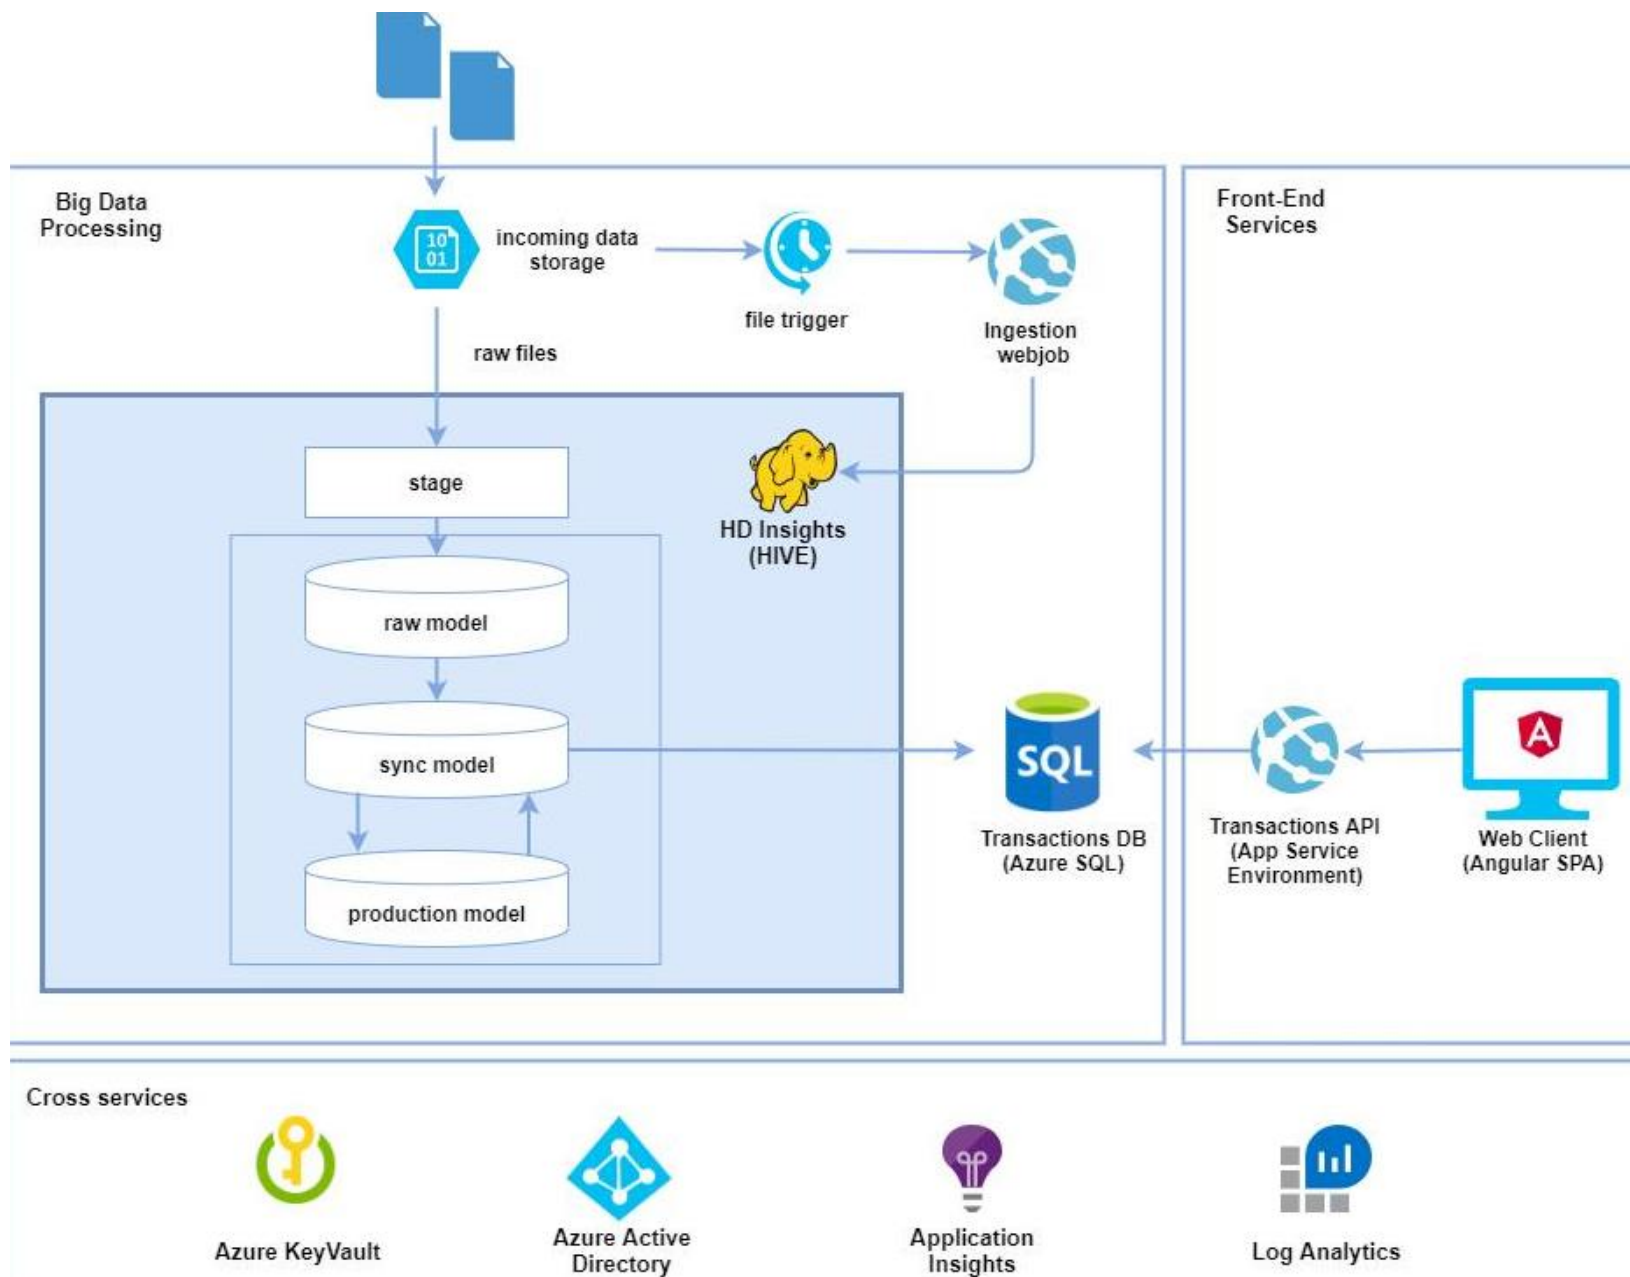 Big Data
Processing
Front-End
Services
10
01
incoming data
storage
file trigger
Ingestion
webjob
raw files
stage
HD Insights
(HIVE)
raw model
sync model
production model
SQL
Transactions DB
(Azure SQL)
Transactions API
(App Service
Environment)
A
Web Client
(Angular SPA)
Cross services
Azure KeyVault
Azure Active
Directory
Application
Insights
Log Analytics